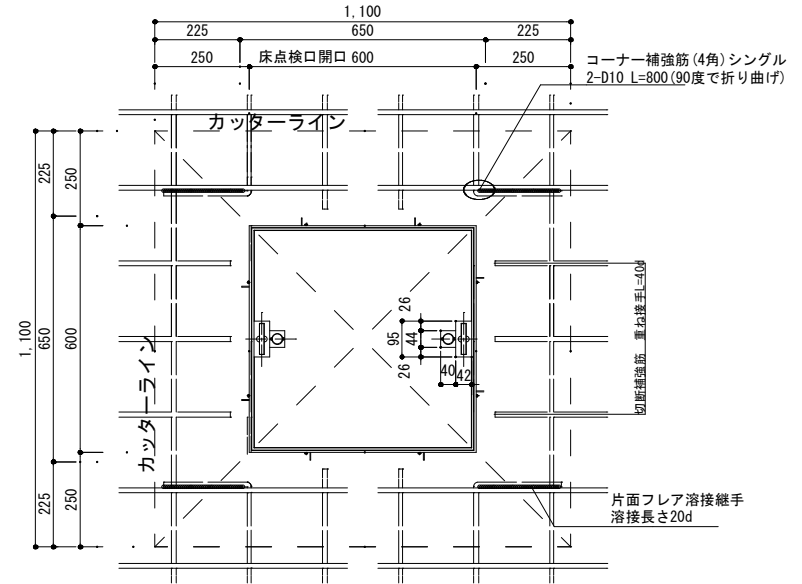 1,100
225
650
225
250
床点検口開口 600
250
コーナー補強筋(4角)シングル
2-D10 L=800(90度で折り曲げ)
カッターライン
225
250
1,100
650
600
225
250
カッターライン
26
95
44
26
40
42
切断補強筋 重ね接手L=40d
片面フレア溶接継手
溶接長さ20d